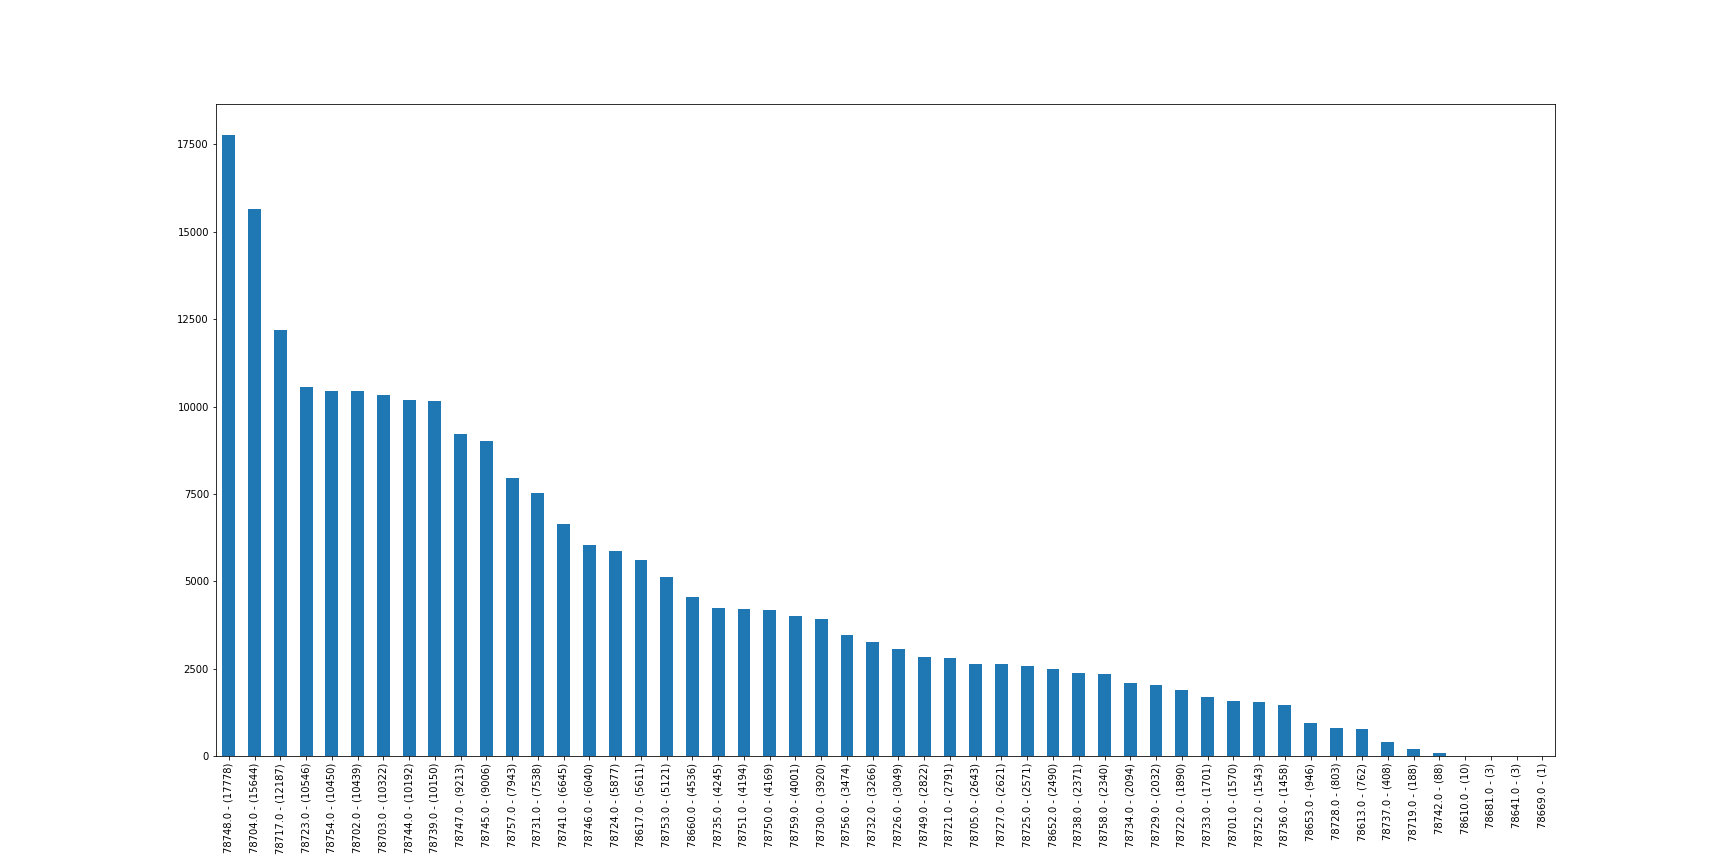 17500
15000
12500
10000
7500
5000
2500
0
78748.0 - (17778)
78704.0 - (15644)
78717.0 - (12187)
78723.0 - (10546)
78754.0 - (10450)
78702.0 - (10439)
78703.0 - (10322)
78744.0 - (10192)
78739.0 - (10150)
78747.0 - (9213)
78745.0 - (9006)
78757.0 - (7943)
78731.0 - (7538)
78741.0 - (6645)
78746.0 - (6040)
78724.0 - (5877)
78617.0 - (5611)
78753.0 - (5121)
78660.0 - (4536)
78735.0 - (4245)
78751.0 - (4194)
78750.0 - (4169)
78759.0 - (4001)
78730.0 - (3920)
78756.0 - (3474)
78732.0 - (3266)
78726.0 - (3049)
78749.0 - (2822)
78721.0 - (2791)
78705.0 - (2643)
78727.0 - (2621)
78725.0 - (2571)
78652.0 - (2490)
78738.0 - (2371)
78758.0 - (2340)
78734.0 - (2094)
78729.0 - (2032)
78722.0 - (1890)
78733.0 - (1701)
78701.0 - (1570)
78752.0 - (1543)
78736.0 - (1458)
78653.0 - (946)
78728.0 - (803)
78613.0 - (762)
78737.0 - (408)
78719.0 - (188)
78742.0 - (88)
78610.0 - (10)
78681.0 - (3)
78641.0 - (3)
78669.0 - (1)